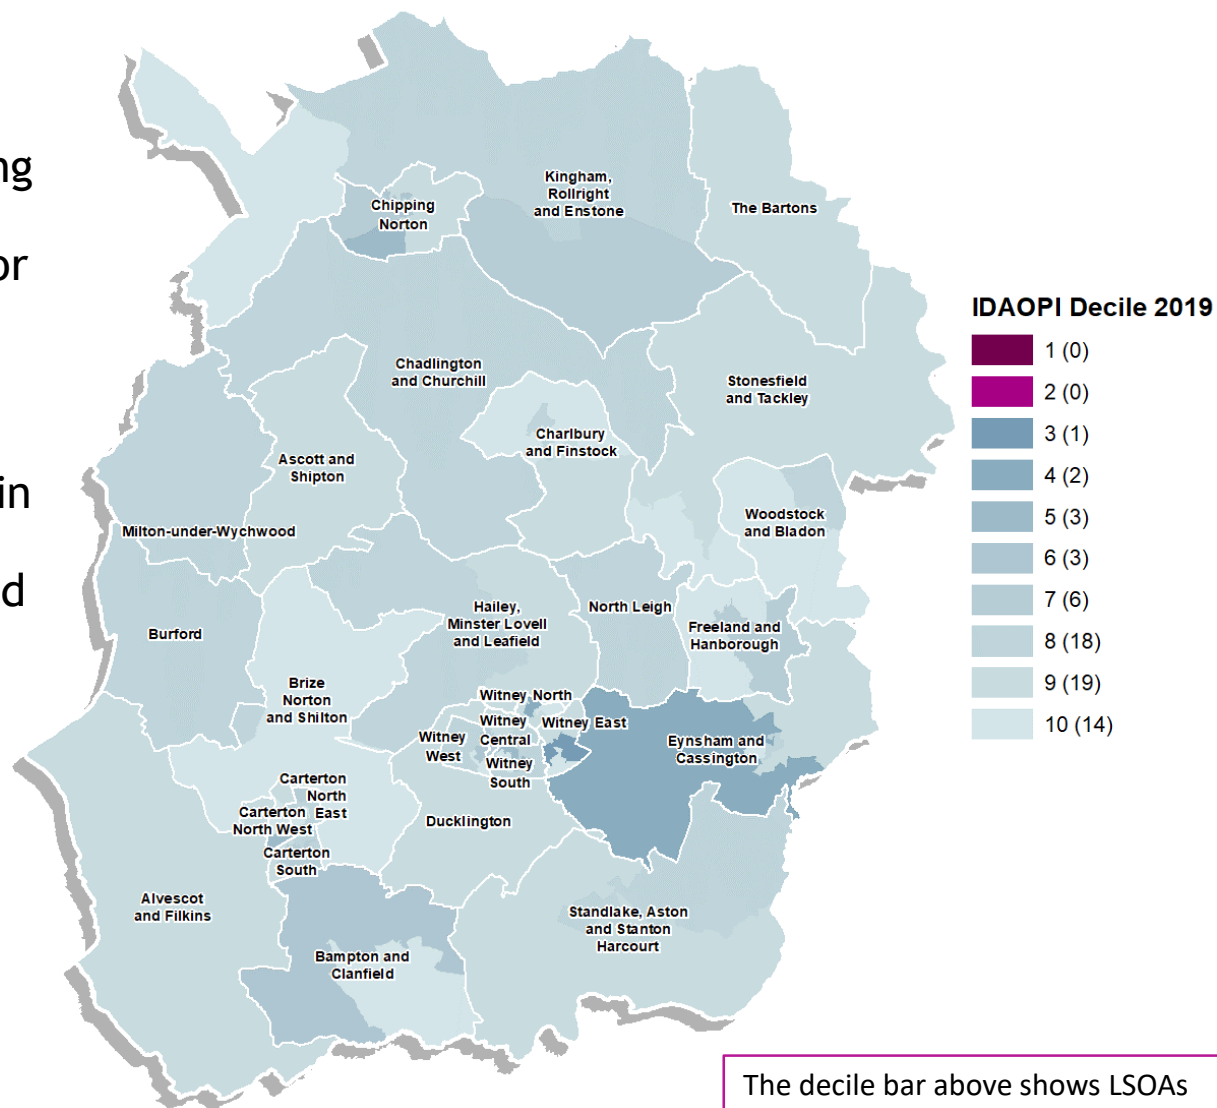 ng
or
in
d
Kingham,
Rollright
and Enstone
The Bartons
Chipping
Norton
IDAOPI Decile 2019
1 (0)
2 (0)
3 (1)
4 (2)
5 (3)
6 (3)
7 (6)
8 (18)
9 (19)
10 (14)
Chadlington
and Churchill
Stonesfield
and Tackley
Charlbury
and Finstock
Ascott and
Shipton
Milton-under-Wychwood
Woodstock
and Bladon
Burford
Hailey,
Minster Lovell
and Leafield
North Leigh
Freeland and
Hanborough
Brize
Norton
and Shilton
Witney North
Witney
Central
Witney East
Witney
West
Witney
South
Eynsham and
Cassington
Carterton
North
East
Carterton
North West
Carterton
South
Ducklington
Alvescot
and Filkins
Standlake, Aston
and Stanton
Harcourt
Bampton and
Clanfield
The decile bar above shows LSOAs